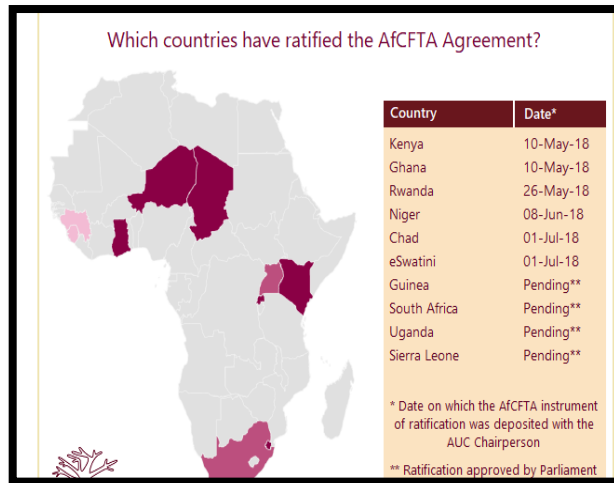 Which countries have ratified the AfCFTA Agreement?
Country Date*
Kenya 10-May-18
Ghana 10-May-18
Rwanda 26-May-18
Niger 08-Jun-18
Chad 01-Jul-18
eSwatini 01-Jul-18
Guinea Pending**
South Africa Pending**
Uganda Pending**
Sierra Leone Pending**
* Date on which the AfCFTA instrument
of ratification was deposited with the
AUC Chairperson
** Ratification approved by Parliament